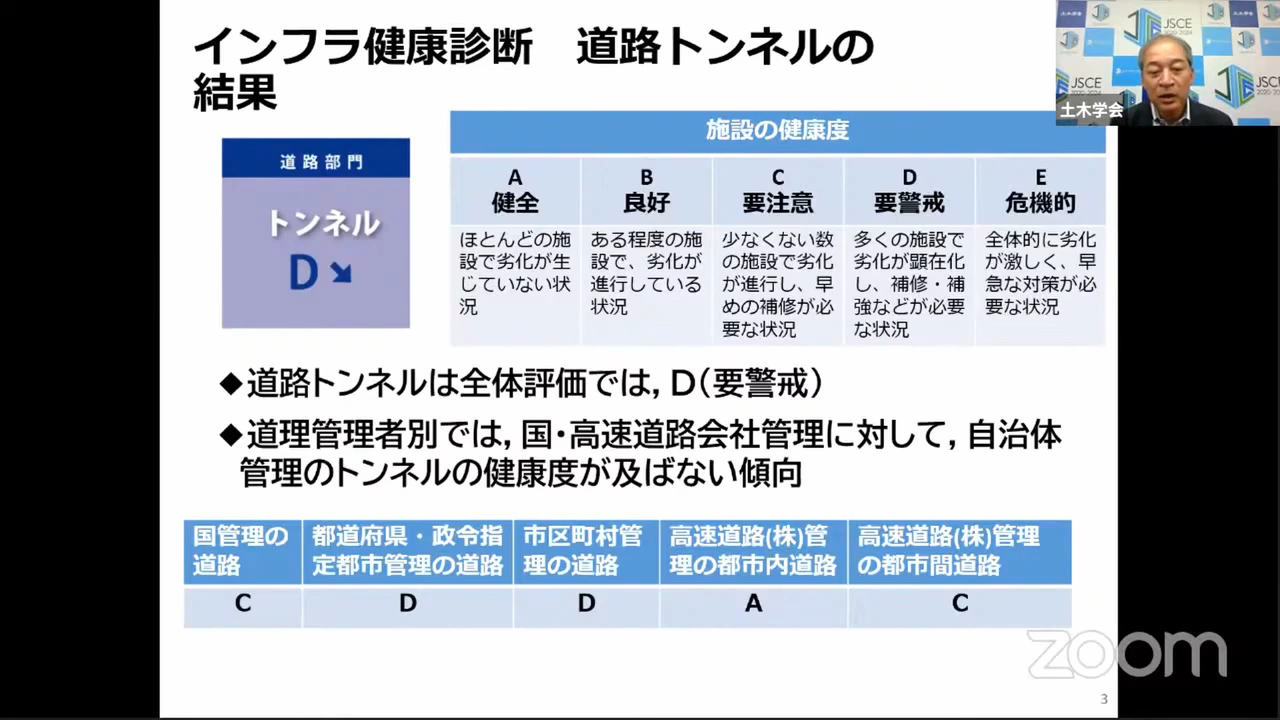 インフラ健康診断　道路トンネルの
結果
JSCE
2020-2024
JSCE
2020-2024
JSCE
土木学会
道路部門
トンネル
D➘
施設の健康度
A
健全
B
良好
C
要注意
D
要警戒
E
危機的
ほとんどの施
設で劣化が生
じていない状
況
ある程度の施
設で、劣化が
進行している
状況
少なくない数
の施設で劣化
が進行し、早
めの補修が必
要な状況
多くの施設で
劣化が顕在化
し、補修・補
強などが必要
な状況
全体的に劣化
が激しく、早
急な対策が必
要な状況
◆道路トンネルは全体評価では，D（要警戒）
◆道理管理者別では，国・高速道路会社管理に対して，自治体
管理のトンネルの健康度が及ばない傾向
国管理の
道路
都道府県・政令指
定都市管理の道路
市区町村管
理の道路
高速道路(株)管
理の都市内道路
高速道路(株)管理
の都市間道路
C
D
D
A
C
zoom
3